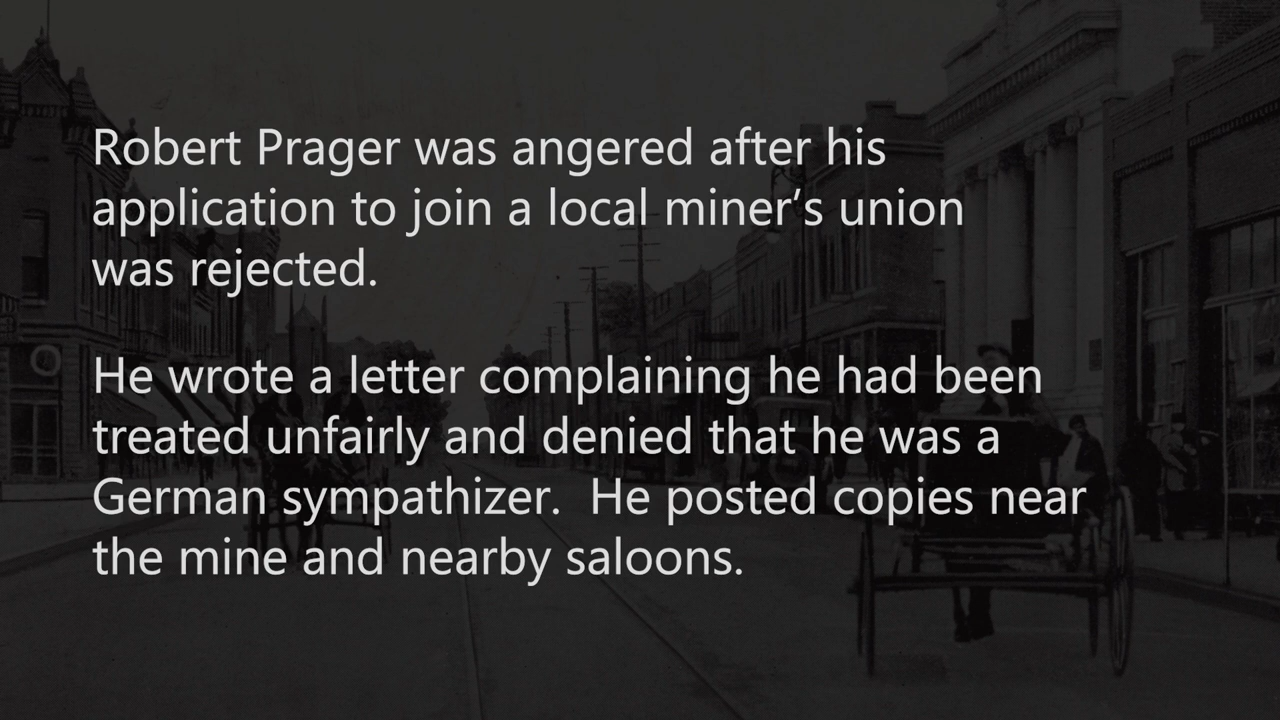 Robert Prager was angered after his
application to join a local miner’s union
was rejected.
He wrote a letter complaining he had been
treated unfairly and denied that he was a
German sympathizer.  He posted copies near
the mine and nearby saloons.